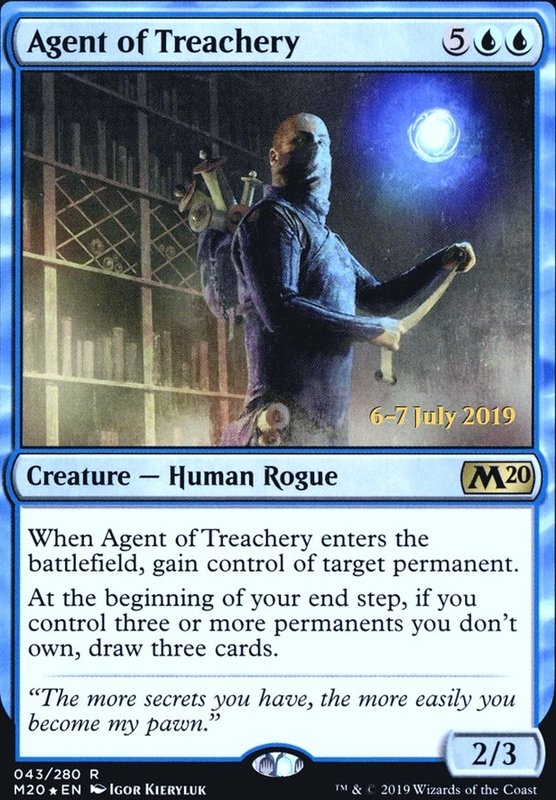 Agent of Treachery 5
6–7 July 2019
Creature — Human Rogue M20
When Agent of Treachery enters the
battlefield, gain control of target permanent.
At the beginning of your end step, if you
control three or more permanents you don't
own, draw three cards.
“The more secrets you have, the more easily you
become my pawn.”
2/3
043/280 R
M20 ★ EN Igor Kieryluk ™ & © 2019 Wizards of the Coast